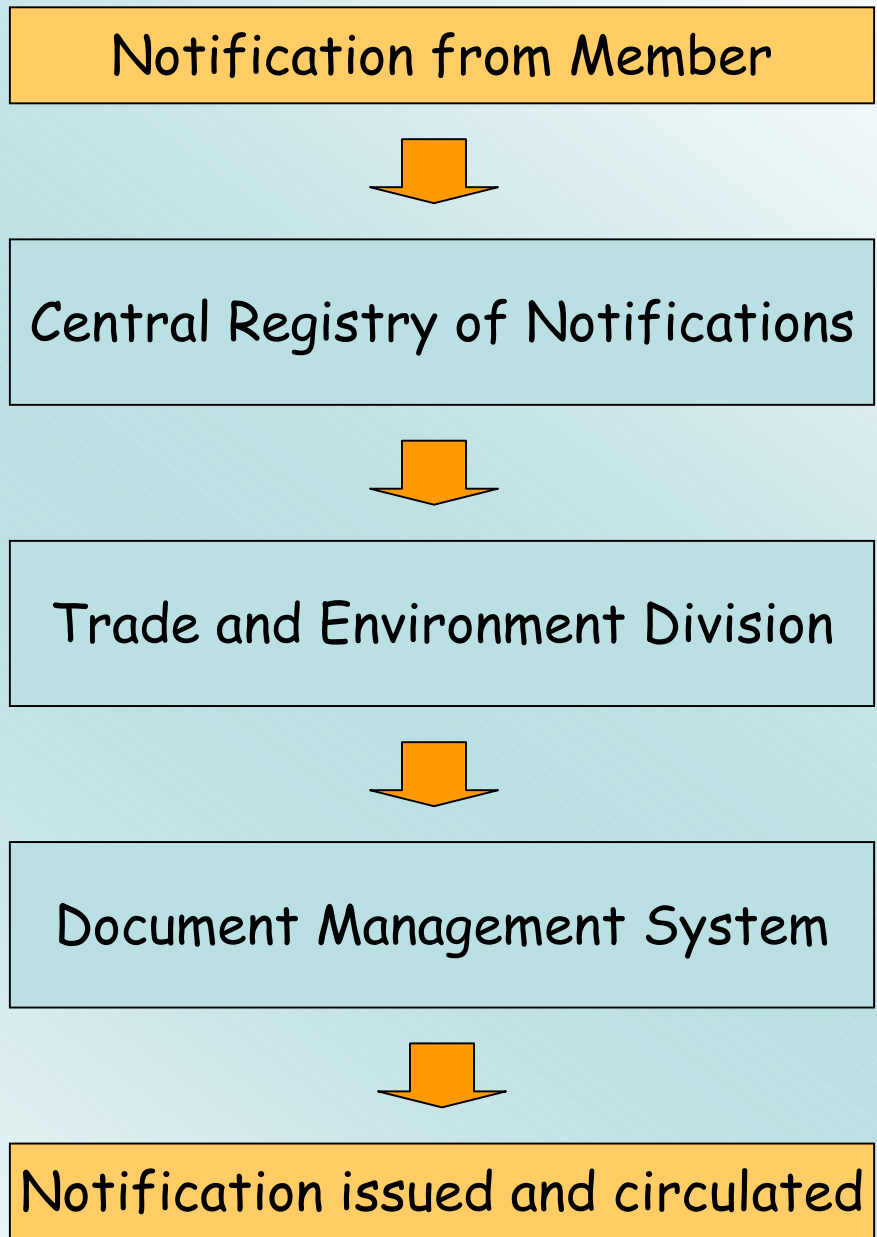 Notification from Member
Central Registry of Notifications
Trade and Environment Division
Document Management System
Notification issued and circulated